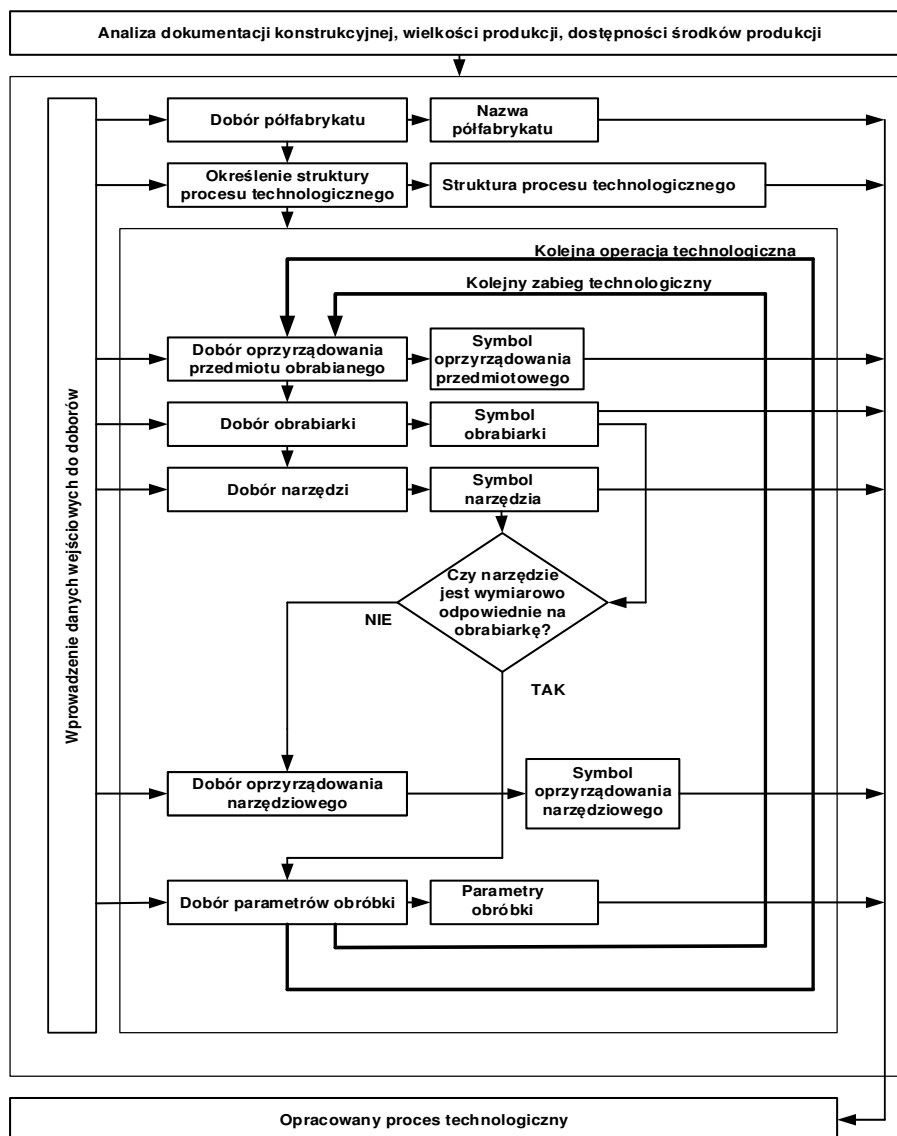 Analiza dokumentacji konstrukcyjnej, wielkości produkcji, dostępności środków produkcji
Wprowadzenie danych wejściowych do doborów
Dobór półfabrykatu
Nazwa
półfabrykatu
Określenie struktury
procesu technologicznego
Struktura procesu technologicznego
Kolejna operacja technologiczna
Kolejny zabieg technologiczny
Dobór oprzyrządowania
przedmiotu obrabianego
Symbol
oprzyrządowania
przedmiotowego
Dobór obrabiarki
Symbol
obrabiarki
Dobór narzędzi
Symbol
narzędzia
Czy narzędzie
jest wymiarowo
odpowiednie na
obrabiarkę?
NIE
TAK
Dobór oprzyrządowania
narzędziowego
Symbol
oprzyrządowania
narzędziowego
Dobór parametrów obróbki
Parametry
obróbki
Opracowany proces technologiczny